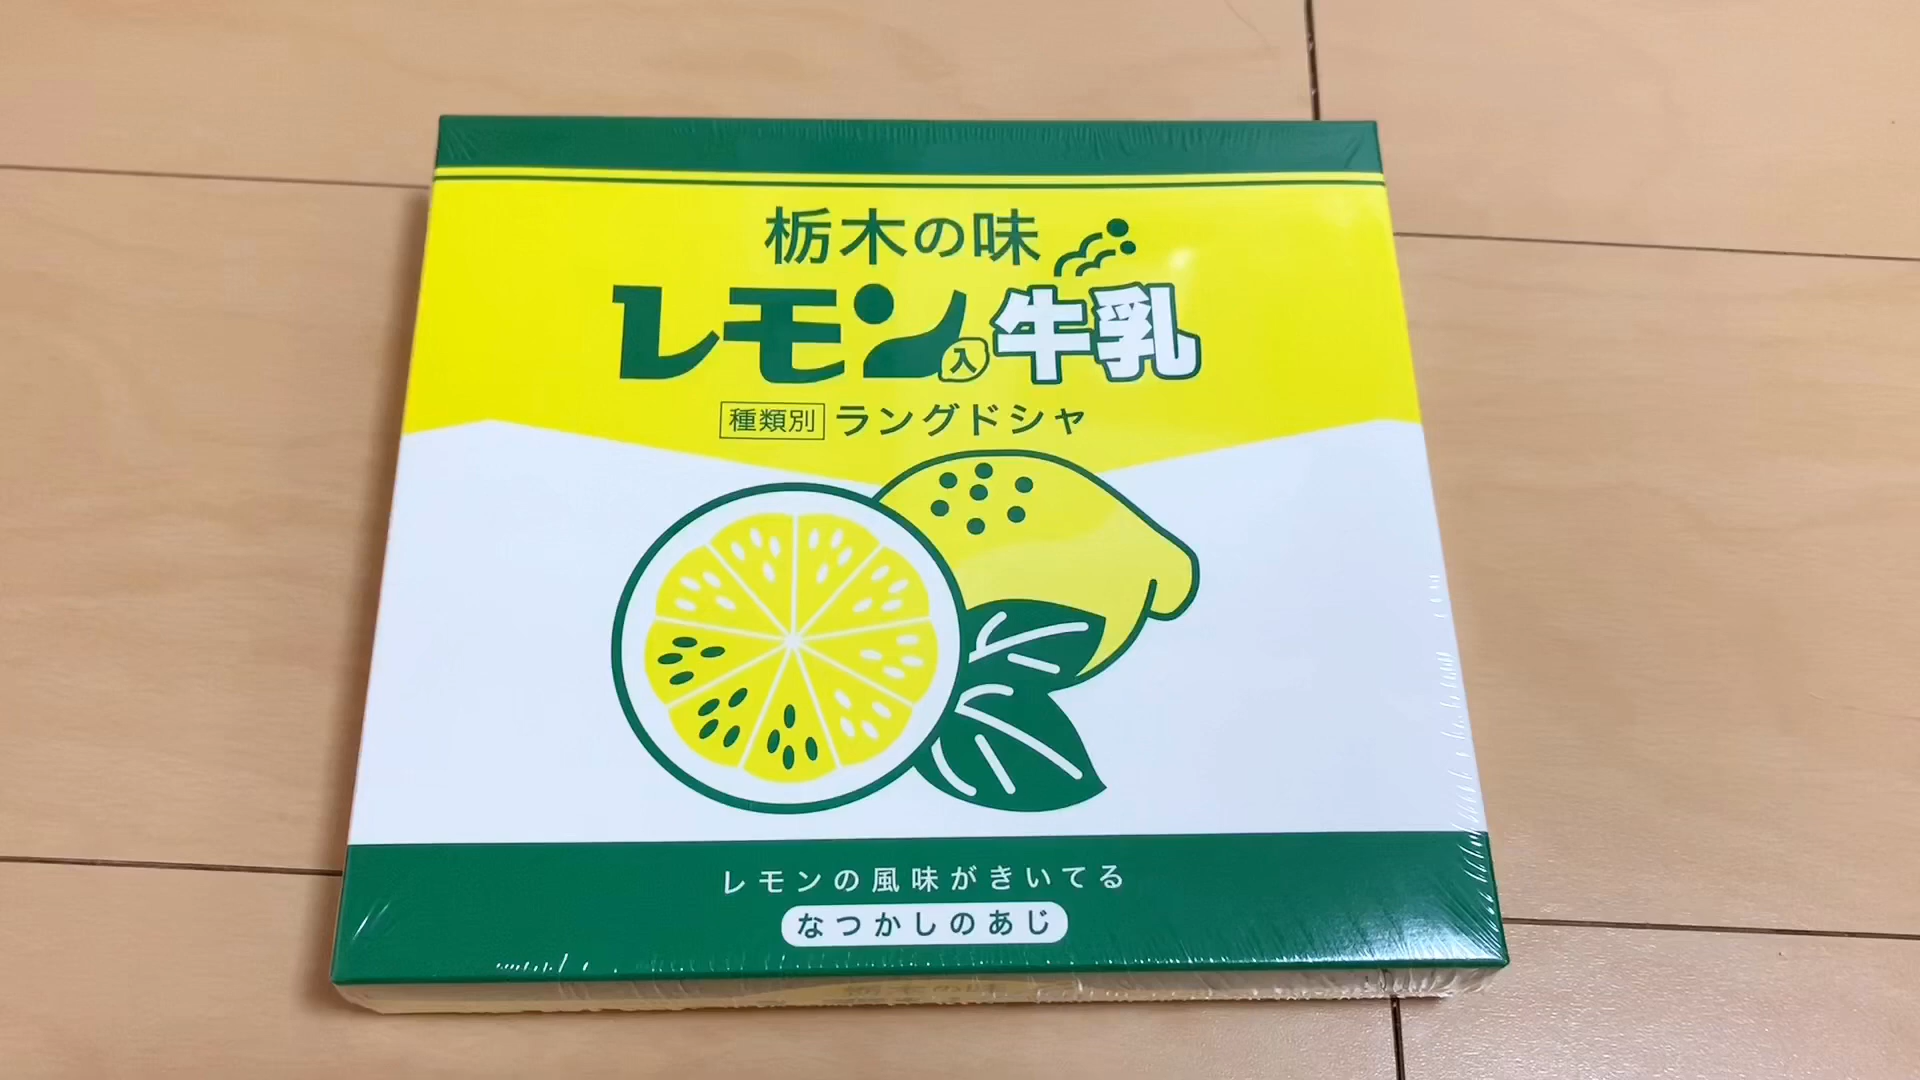 栃木の味
レモン入牛乳
種類別 ラングドシャ
レモンの風味がきいてる
なつかしのあじ